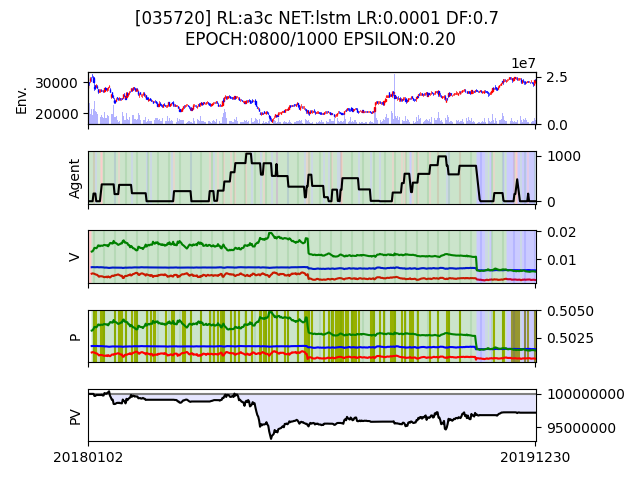 [035720] RL:a3c NET:lstm LR:0.0001 DF:0.7
EPOCH:0800/1000 EPSILON:0.20
1e7
Env.
30000
20000
2.5
0.0
Agent
1000
0
V
0.02
0.01
P
0.5050
0.5025
PV
100000000
95000000
20180102
20191230